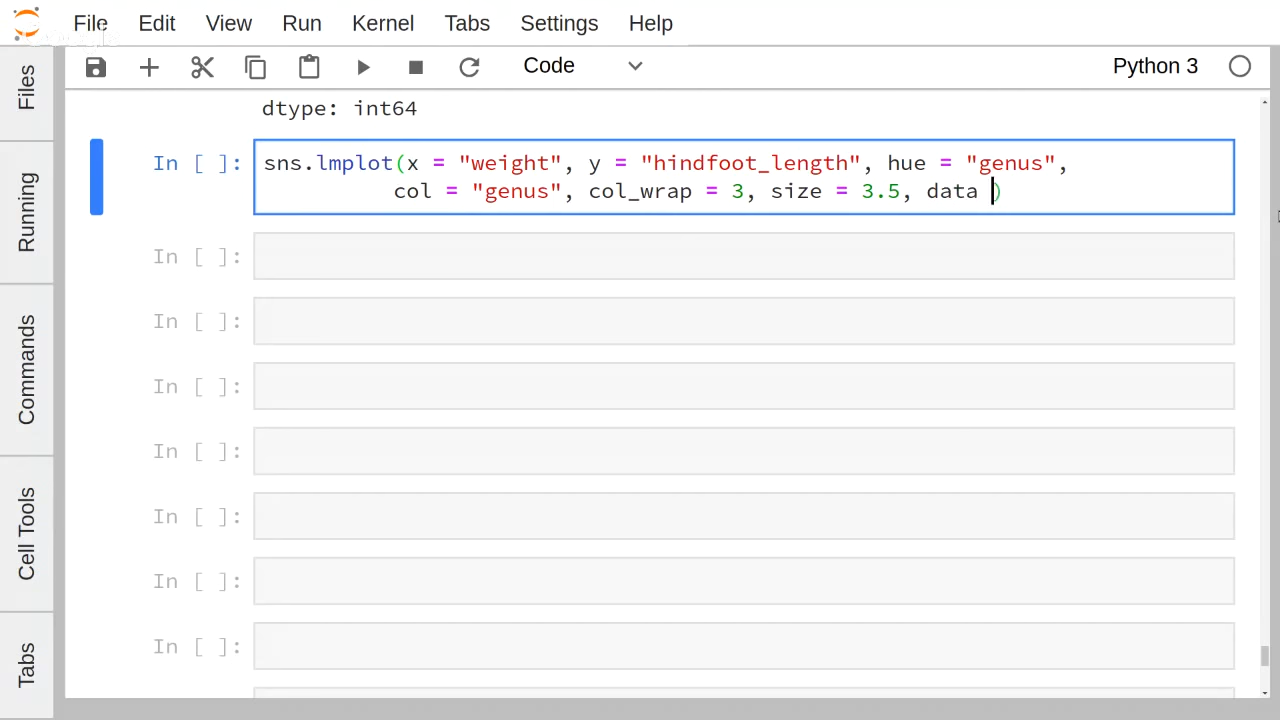 File Edit View Run Kernel Tabs Settings Help
Code Python 3
Files
Running
Commands
Cell Tools
Tabs
dtype: int64
In [ ]: sns.lmplot(x = "weight", y = "hindfoot_length", hue = "genus",
col = "genus", col_wrap = 3, size = 3.5, data )
In [ ]:
In [ ]:
In [ ]:
In [ ]:
In [ ]:
In [ ]:
In [ ]: